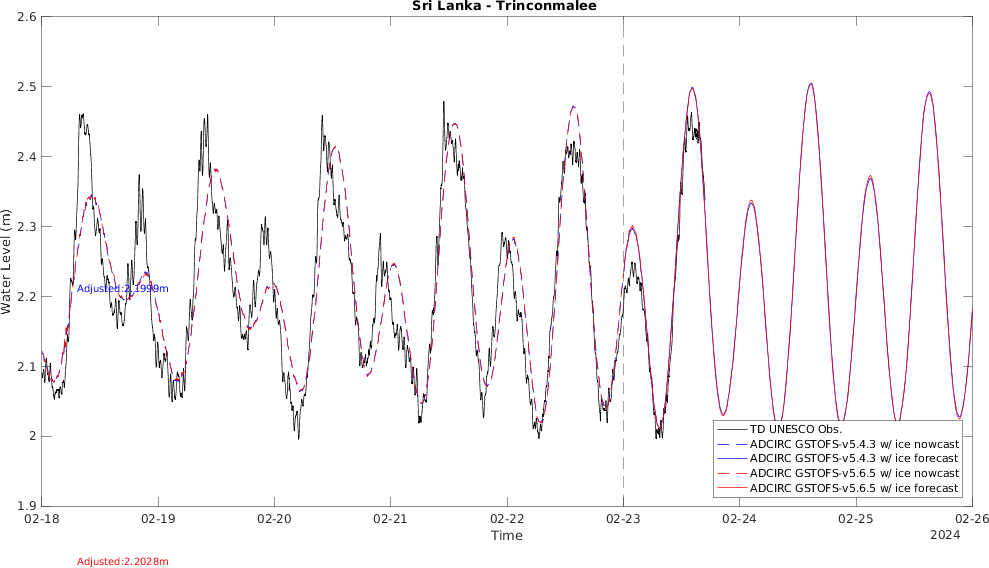 Sri Lanka - Trinconmalee
2.6
2.5
2.4
2.3
2.2
2.1
2
1.9
Water Level (m)
Adjusted:2.1999m
TD UNESCO Obs.
ADCIRC GSTOFS-v5.4.3 w/ ice nowcast
ADCIRC GSTOFS-v5.4.3 w/ ice forecast
ADCIRC GSTOFS-v5.6.5 w/ ice nowcast
ADCIRC GSTOFS-v5.6.5 w/ ice forecast
02-18 02-19 02-20 02-21 02-22 02-23 02-24 02-25 02-26
Time
2024
Adjusted:2.2028m